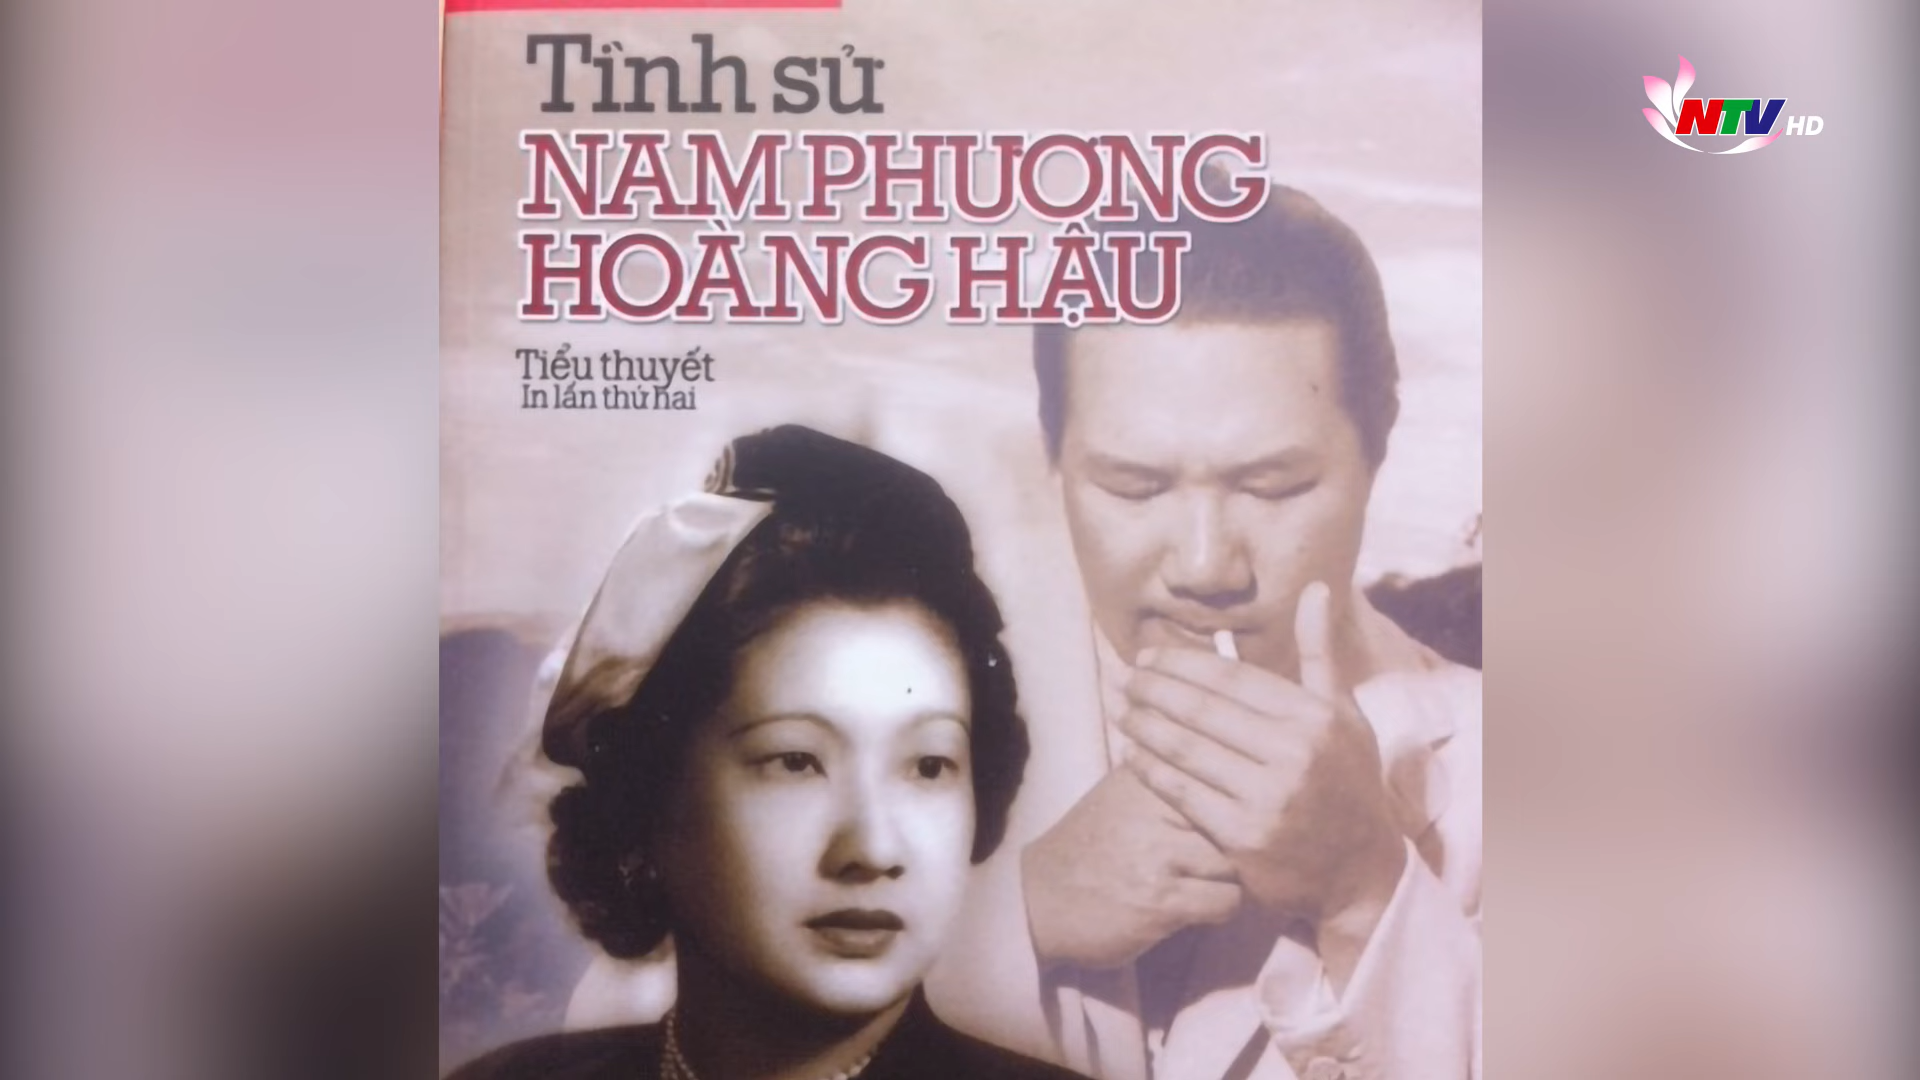 Tình sử
NAM PHƯƠNG
HOÀNG HẬU
Tiểu thuyết
In lần thứ hai
NTV HD